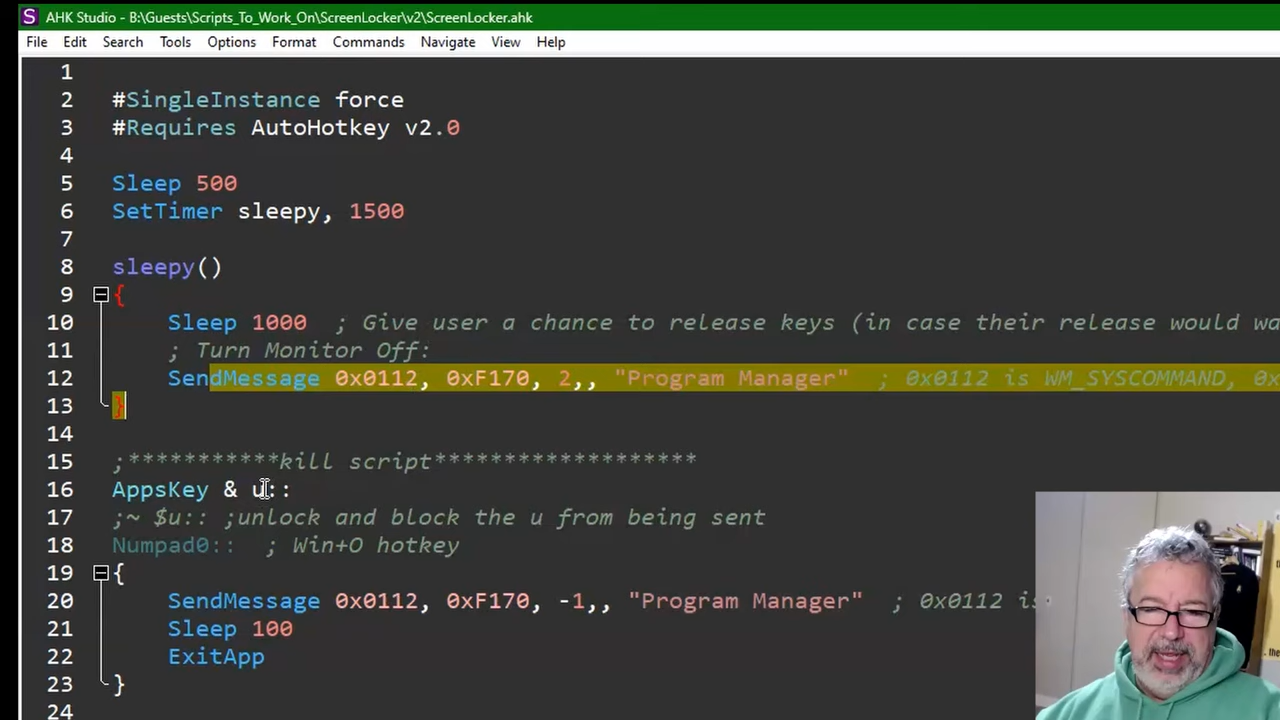 AHK Studio - B:\Guests\Scripts_To_Work_On\ScreenLocker\v2\ScreenLocker.ahk
File Edit Search Tools Options Format Commands Navigate View Help
1
2 #SingleInstance force
3 #Requires AutoHotkey v2.0
4
5 Sleep 500
6 SetTimer sleepy, 1500
7
8 sleepy()
9 {
10 Sleep 1000 ; Give user a chance to release keys (in case their release would wa
11 ; Turn Monitor Off:
12 SendMessage 0x0112, 0xF170, 2,, "Program Manager" ; 0x0112 is WM_SYSCOMMAND, 0x
13 }
14
15 ;***********kill script*******************
16 AppsKey & u::
17 ;~ $u:: ;unlock and block the u from being sent
18 Numpad0:: ; Win+O hotkey
19 {
20 SendMessage 0x0112, 0xF170, -1,, "Program Manager" ; 0x0112 is
21 Sleep 100
22 ExitApp
23 }
24